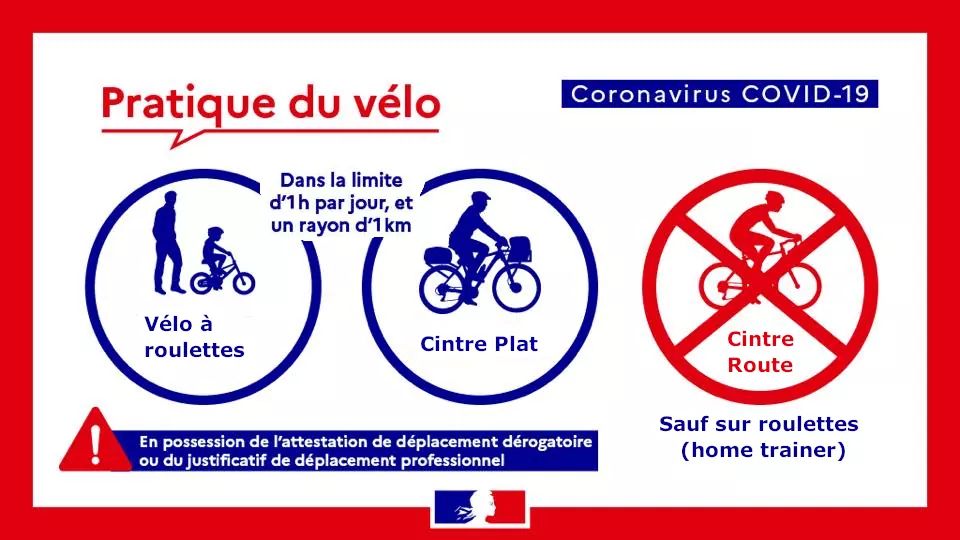 Pratique du vélo
Coronavirus COVID-19
Dans la limite
d'1h par jour, et
un rayon d'1km
Vélo à
roulettes
Cintre Plat
Cintre
Route
Sauf sur roulettes
(home trainer)
En possession de l'attestation de déplacement dérogatoire
ou du justificatif de déplacement professionnel